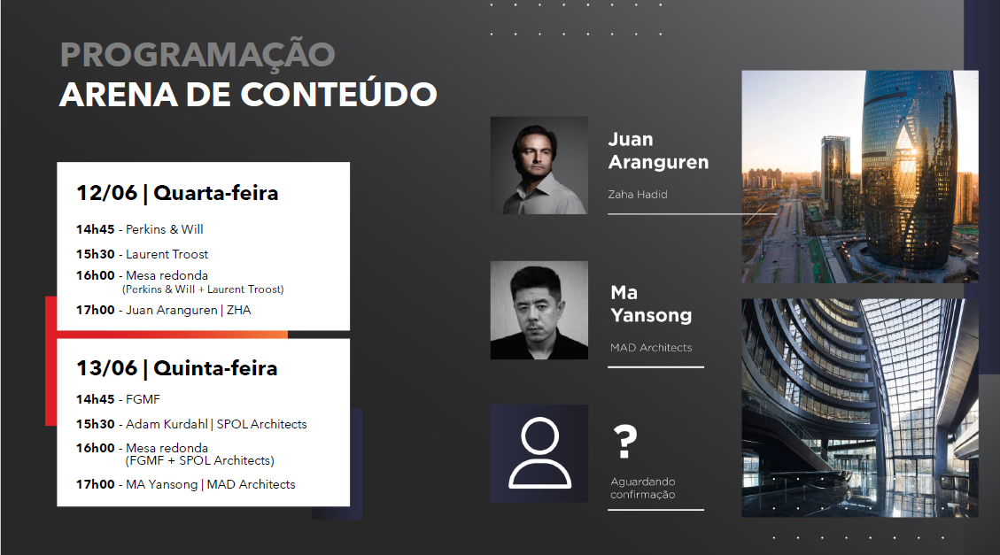 PROGRAMAÇÃO
ARENA DE CONTEÚDO
12/06 | Quarta-feira
14h45 - Perkins & Will
15h30 - Laurent Troost
16h00 - Mesa redonda
(Perkins & Will + Laurent Troost)
17h00 - Juan Aranguren | ZHA
13/06 | Quinta-feira
14h45 - FGMF
15h30 - Adam Kurdahl | SPOL Architects
16h00 - Mesa redonda
(FGMF + SPOL Architects)
17h00 - MA Yansong | MAD Architects
Juan
Aranguren
Zaha Hadid
Ma
Yansong
MAD Architects
?
Aguardando
confirmação